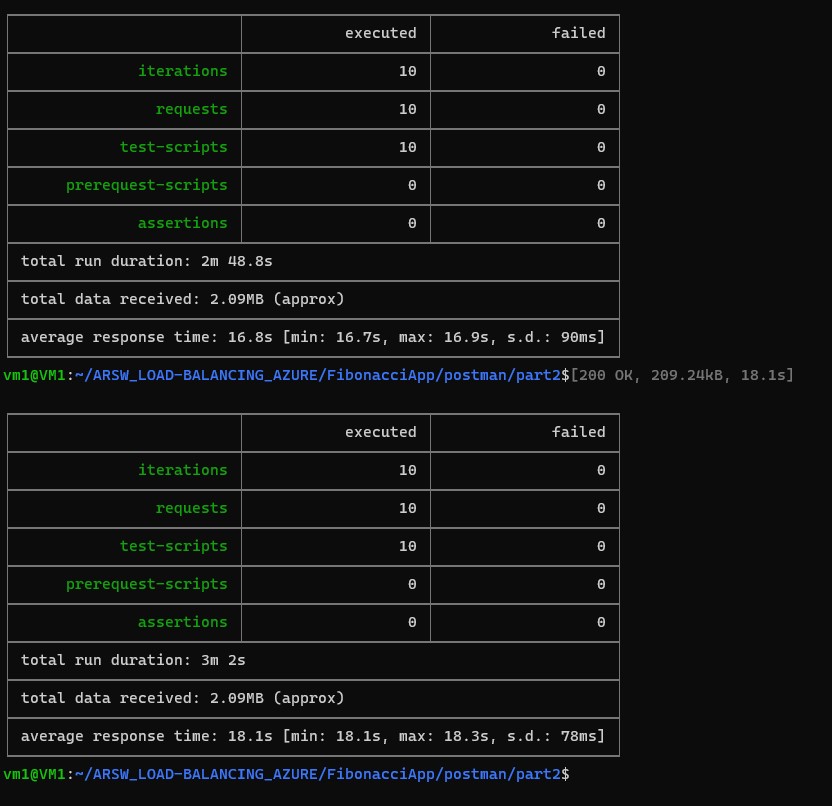 executed failed
iterations 10 0
requests 10 0
test-scripts 10 0
prerequest-scripts 0 0
assertions 0 0
total run duration: 2m 48.8s
total data received: 2.09MB (approx)
average response time: 16.8s [min: 16.7s, max: 16.9s, s.d.: 90ms]
vm1@VM1:~/ARSW_LOAD-BALANCING_AZURE/FibonacciApp/postman/part2$[200 OK, 209.24kB, 18.1s]
executed failed
iterations 10 0
requests 10 0
test-scripts 10 0
prerequest-scripts 0 0
assertions 0 0
total run duration: 3m 2s
total data received: 2.09MB (approx)
average response time: 18.1s [min: 18.1s, max: 18.3s, s.d.: 78ms]
vm1@VM1:~/ARSW_LOAD-BALANCING_AZURE/FibonacciApp/postman/part2$